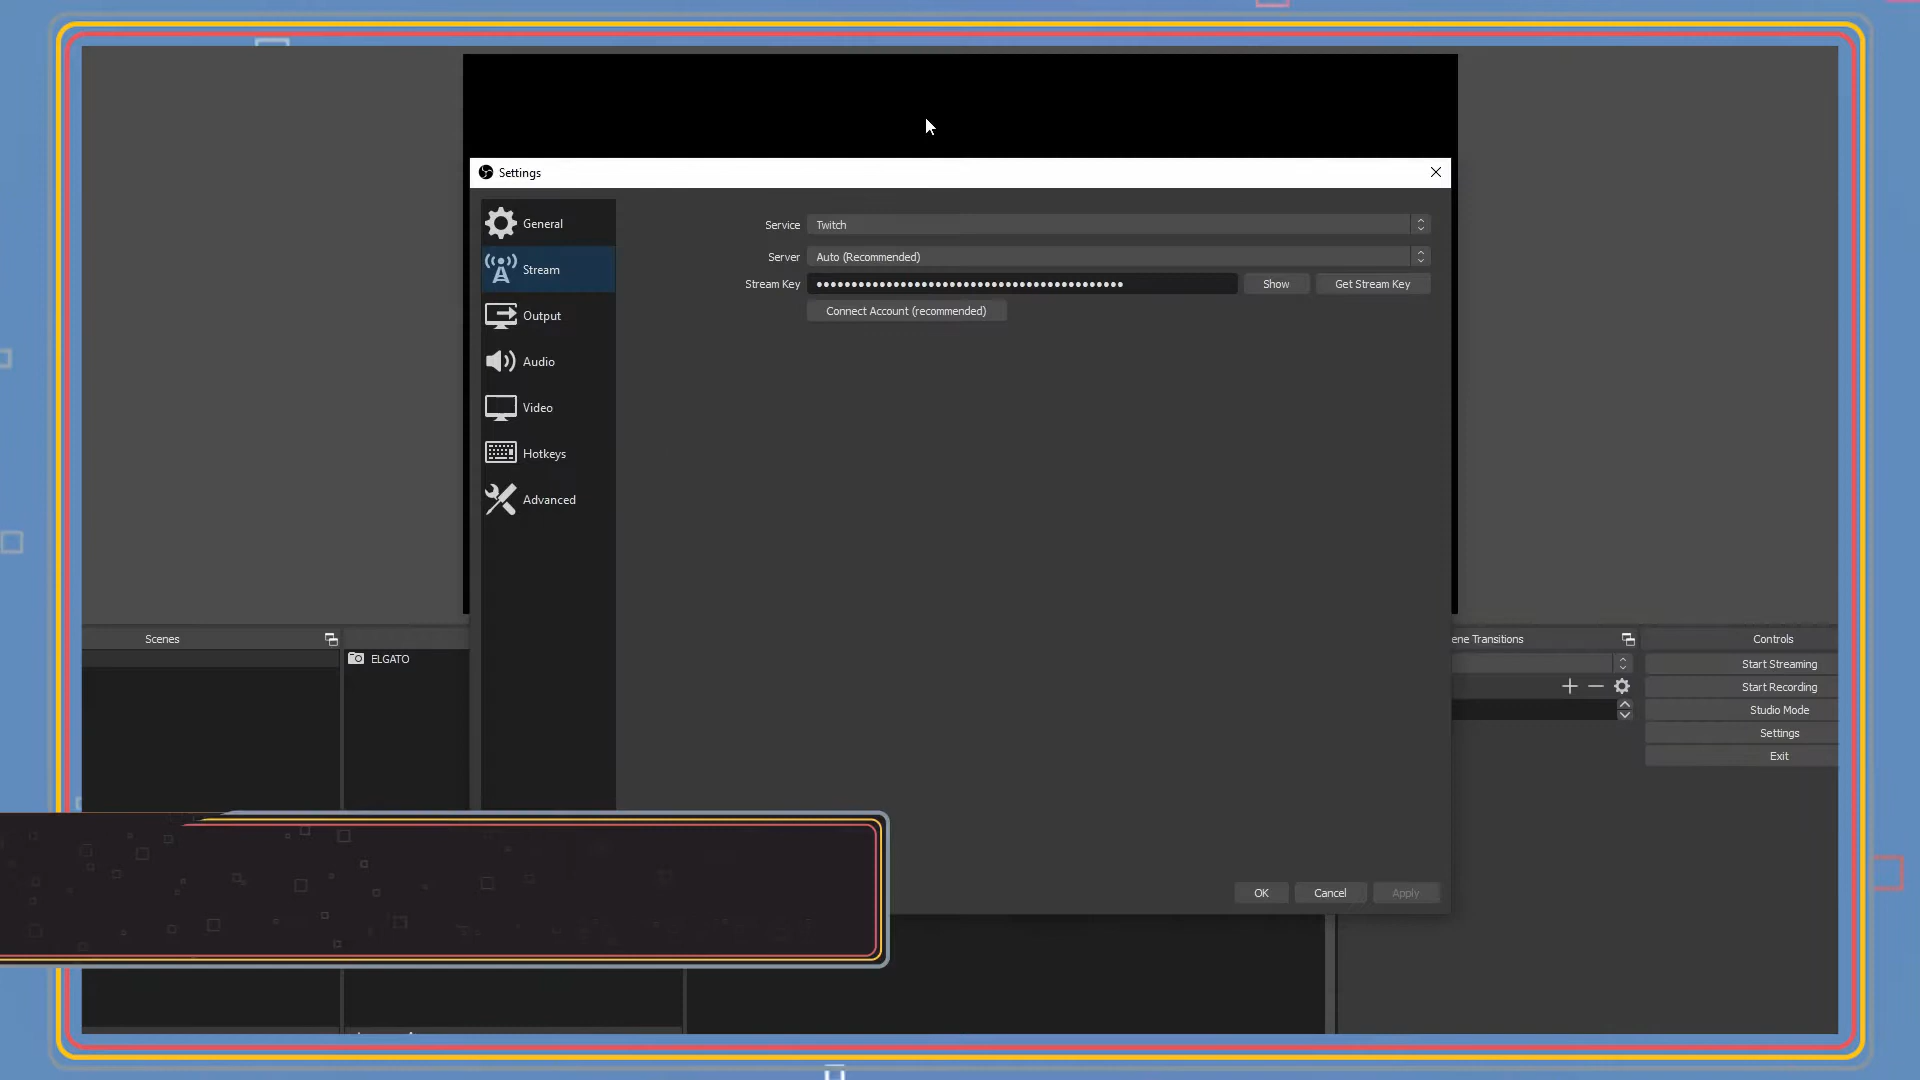 Settings
General
Stream
Output
Audio
Video
Hotkeys
Advanced
Service Twitch
Server Auto (Recommended)
Stream Key ●●●●●●●●●●●●●●●●●●●●●●●●●●●●●●●●●●●●●●●●●●●● Show Get Stream Key
Connect Account (recommended)
OK Cancel Apply
Scenes
ELGATO
ene Transitions
Controls
Start Streaming
Start Recording
Studio Mode
Settings
Exit